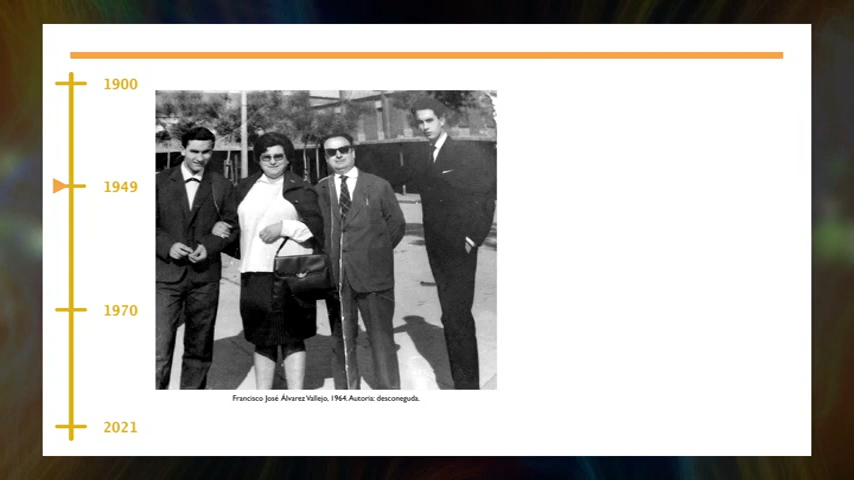 1900
1949
1970
2021
Francisco José Álvarez Vallejo, 1964. Autoria: desconeguda.